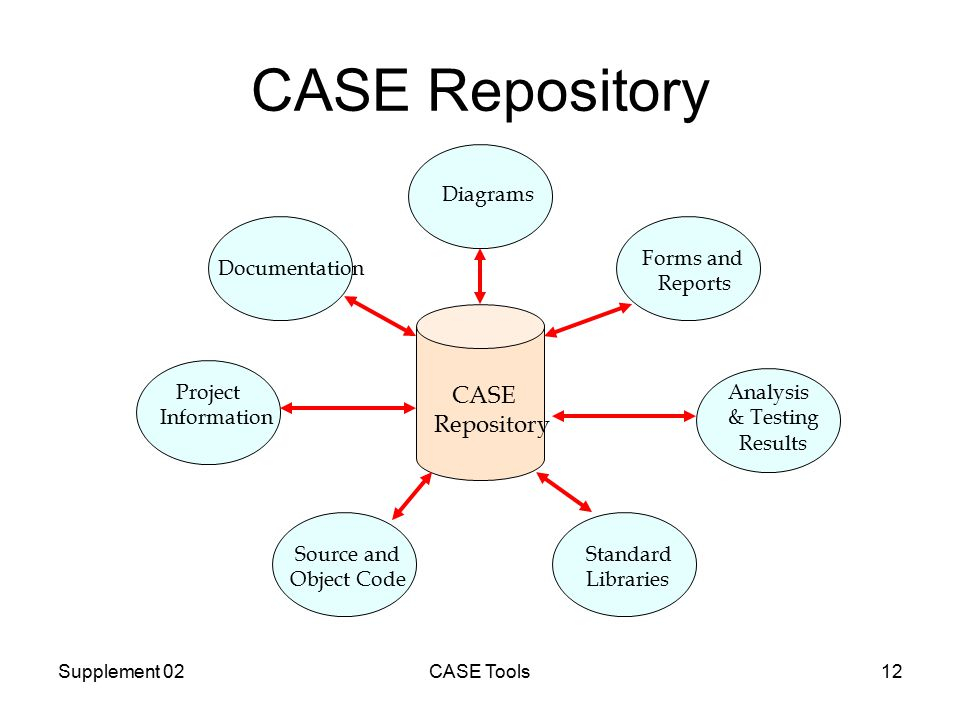 CASE Repository
Diagrams
Documentation
Forms and
Reports
CASE
Repository
Project
Information
Analysis
& Testing
Results
Source and
Object Code
Standard
Libraries
Supplement 02
CASE Tools
12